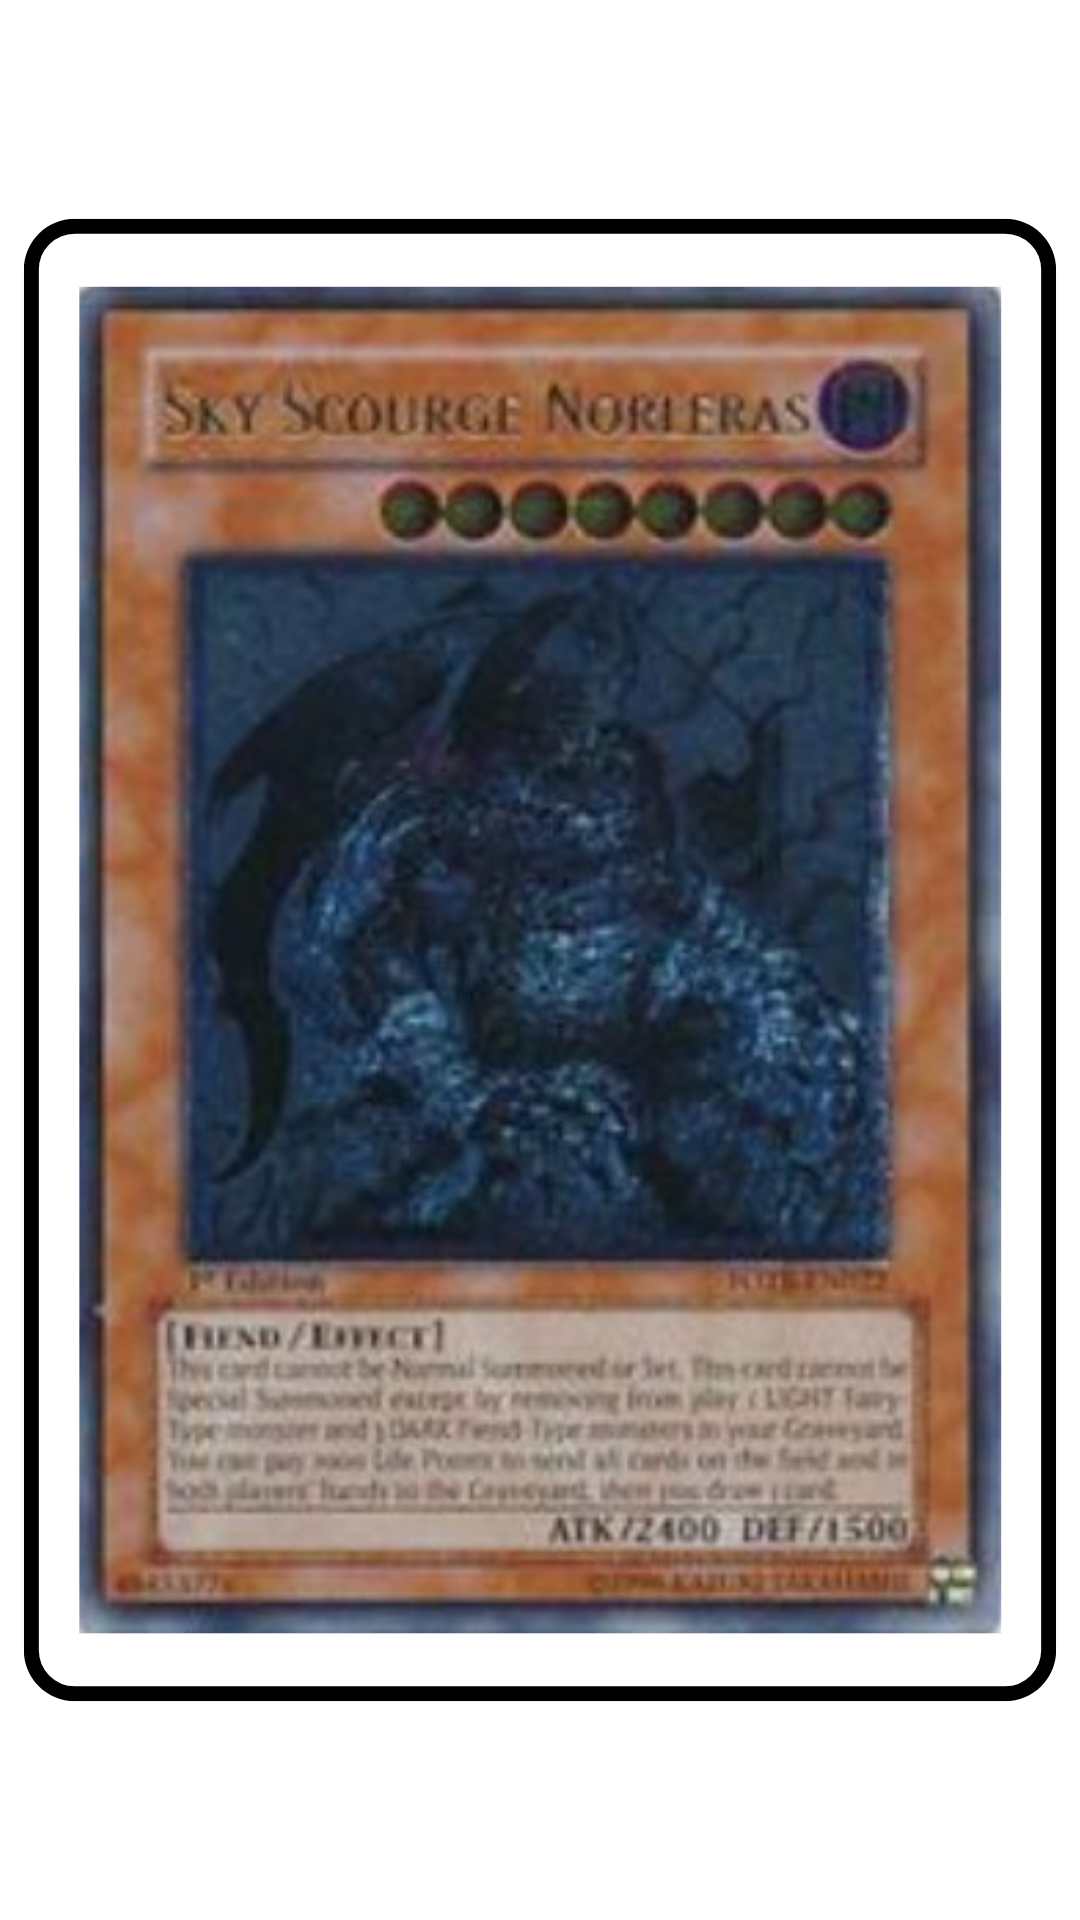 Sky Scourge Norleras
1st Edition
[Fiend / Effect]
This card cannot be Normal Summoned or Set. This card cannot be
Special Summoned except by removing from play 1 LIGHT Fairy-
Type monster and 3 DARK Fiend-Type monsters in your Graveyard.
You can pay 1000 Life Points to send all cards on the field and in
both players' hands to the Graveyard, then you draw 1 card.
ATK/2400 DEF/1500
©1996 KAZUKI TAKAHASHI